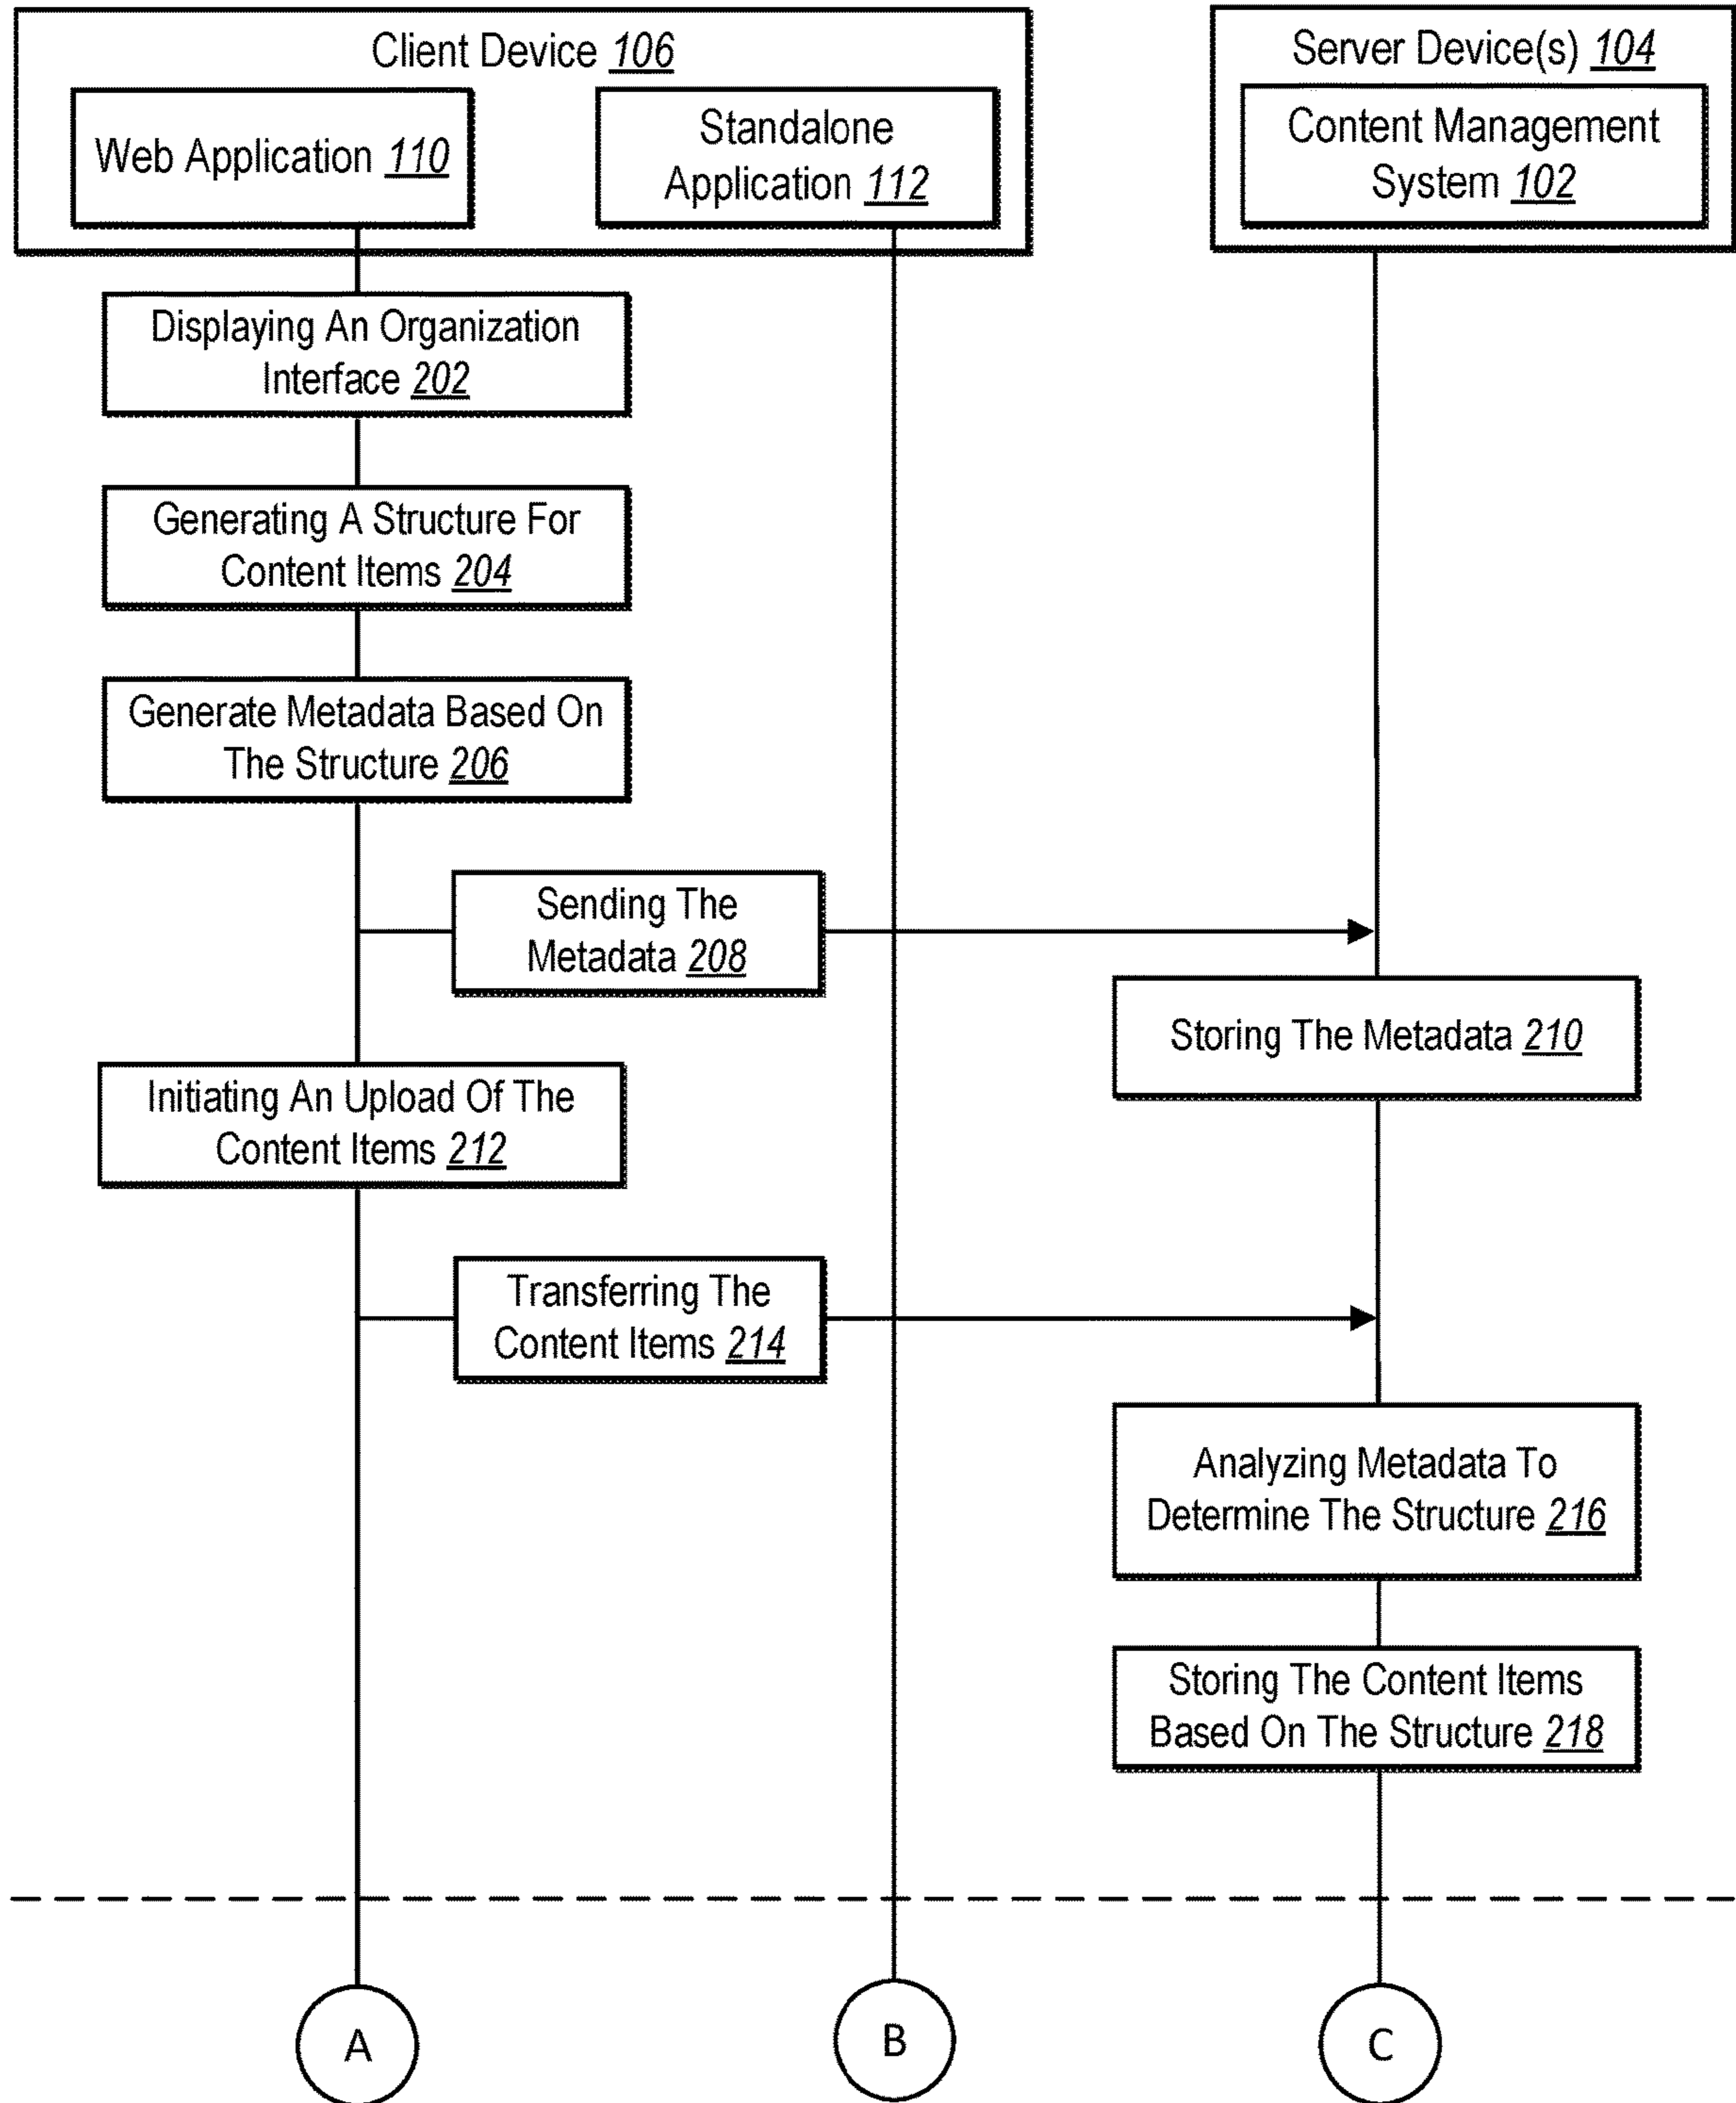 Client Device 106
Web Application 110
Standalone
Application 112
Server Device(s) 104
Content Management
System 102
Displaying An Organization
Interface 202
Generating A Structure For
Content Items 204
Generate Metadata Based On
The Structure 206
Sending The
Metadata 208
Storing The Metadata 210
Initiating An Upload Of The
Content Items 212
Transferring The
Content Items 214
Analyzing Metadata To
Determine The Structure 216
Storing The Content Items
Based On The Structure 218
A
B
C